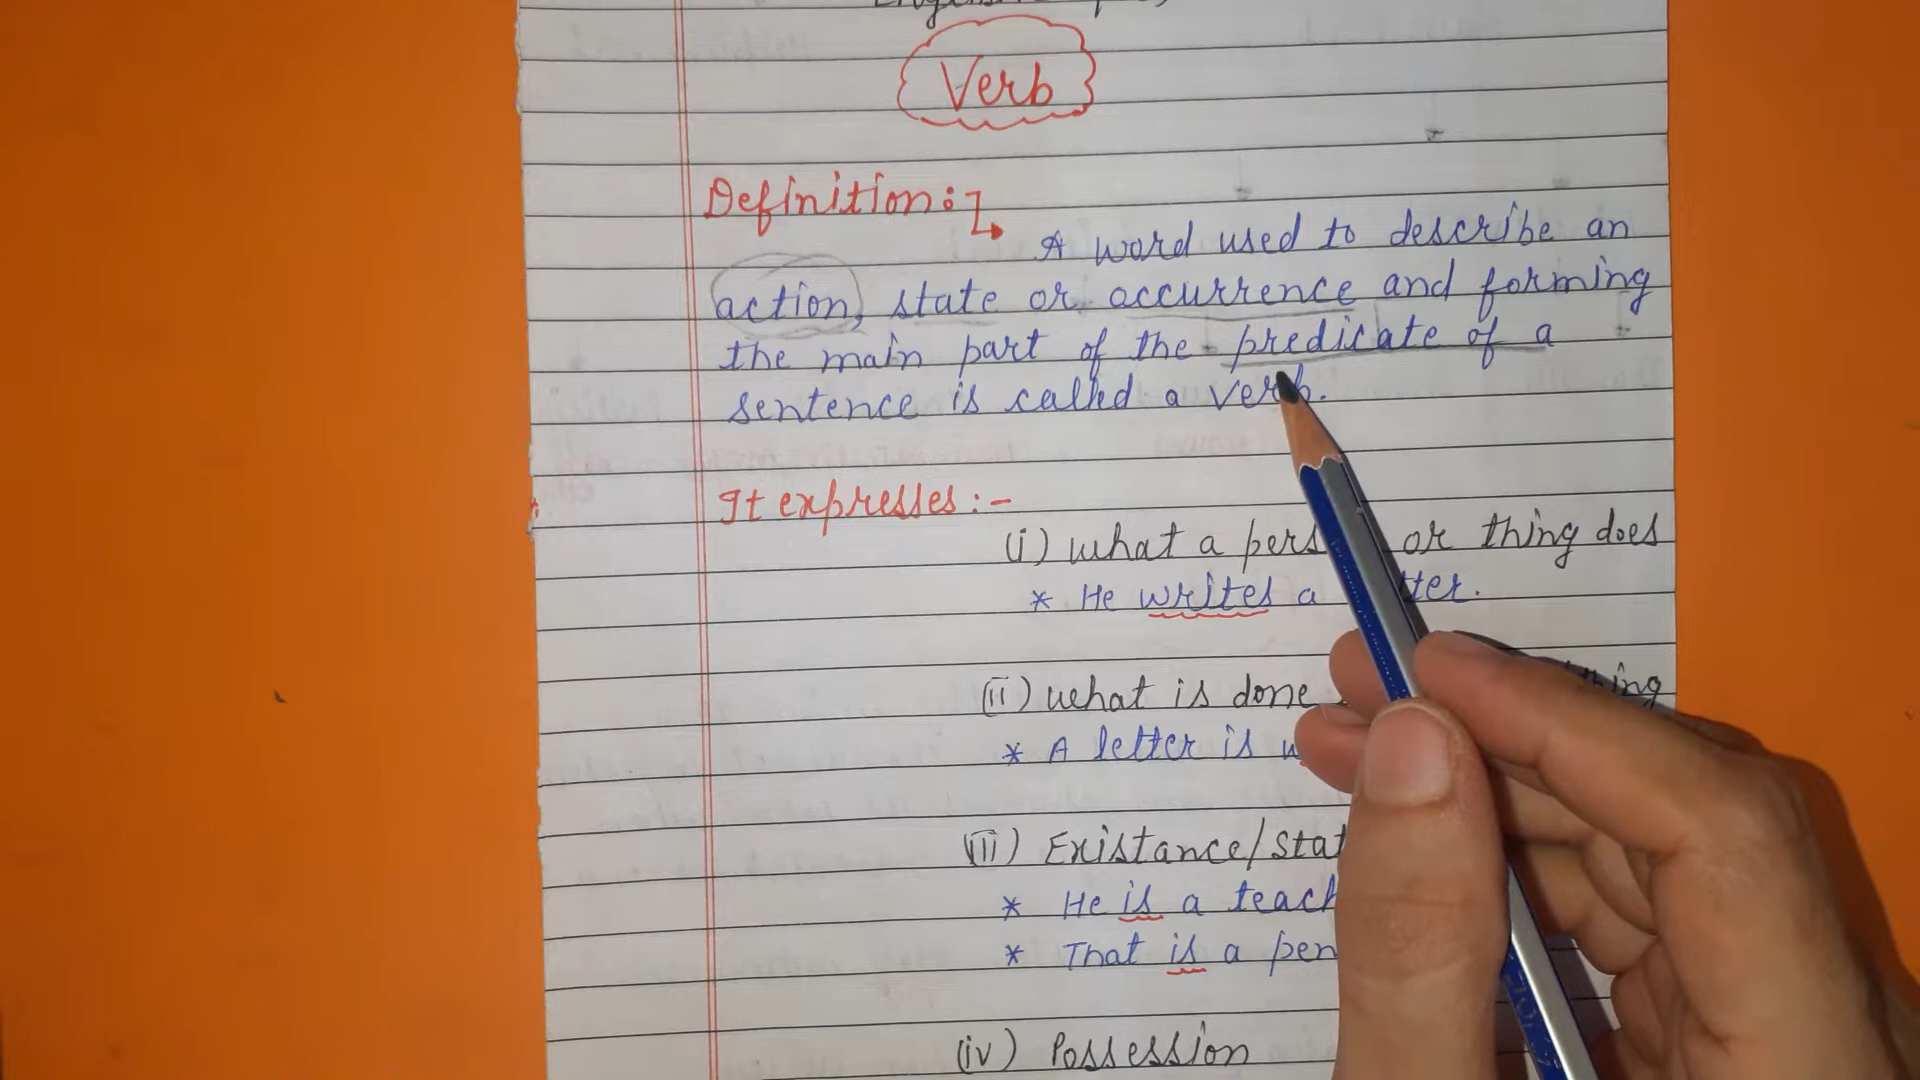 Verb
Definition :
A word used to describe an
action, state or occurrence and forming
the main part of the predicate of a
sentence is called a verb.
It expresses :-
(i) what a pers or thing does
* He writes a tter.
(ii) what is done hing
* A letter is w
(iii) Existance/Stat
* He is a teach
* That is a pen
(iv) Possession